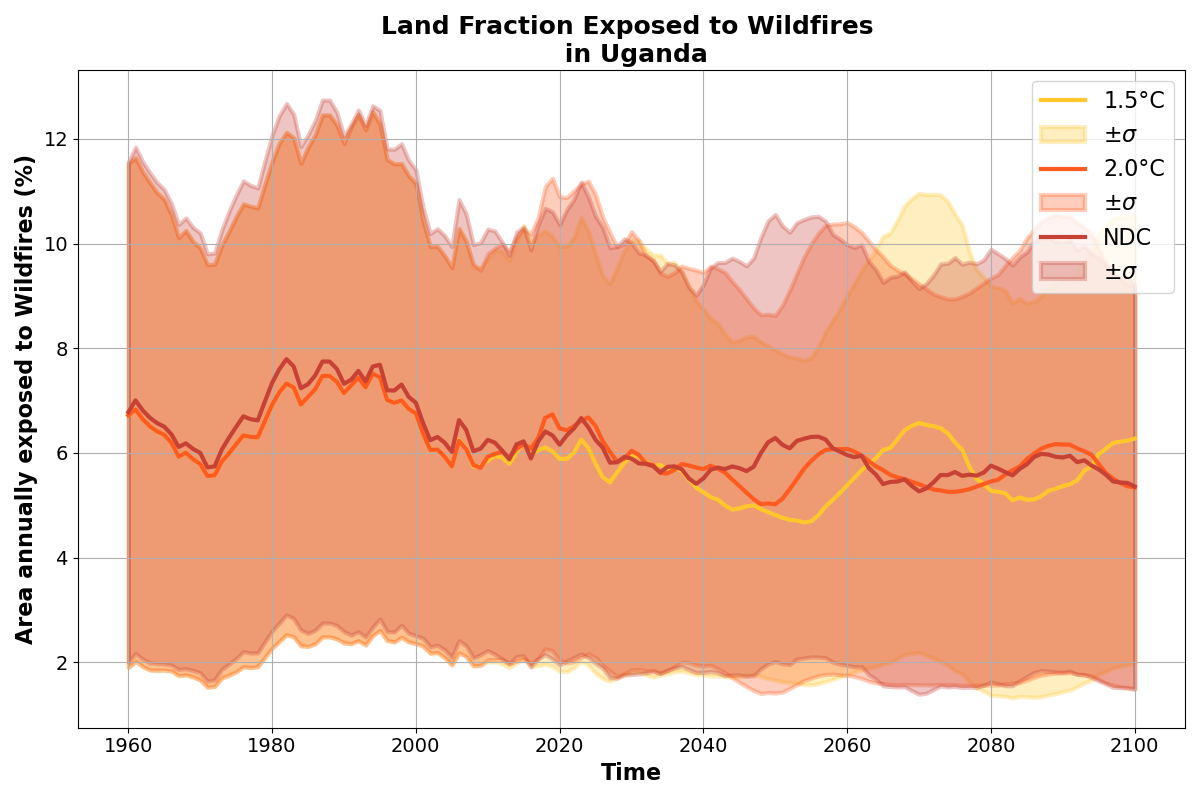 Land Fraction Exposed to Wildfires
in Uganda
Area annually exposed to Wildfires (%)
12
10
8
6
4
2
1960
1980
2000
2020
2040
2060
2080
2100
Time
1.5°C
±σ
2.0°C
±σ
NDC
±σ